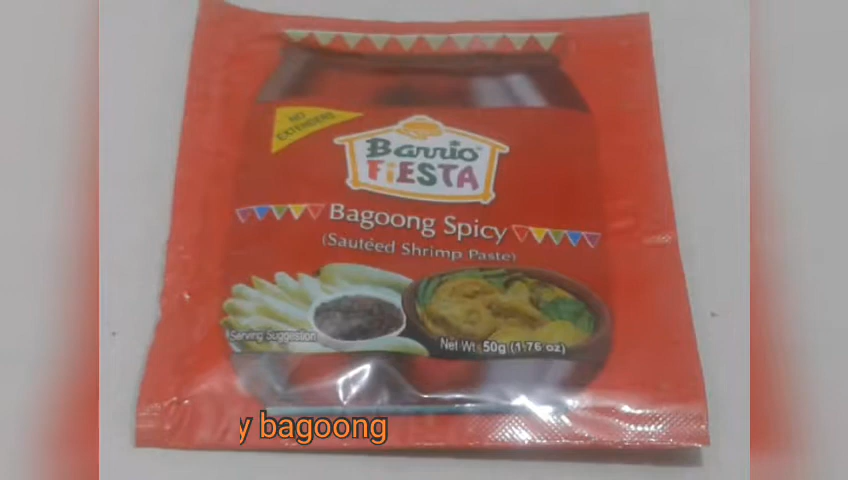 NO
EXTENDERS
Barrio
FIESTA
Bagoong Spicy
(Sautéed Shrimp Paste)
Serving Suggestion
Net Wt. 50g (1.76 oz)
y bagoong